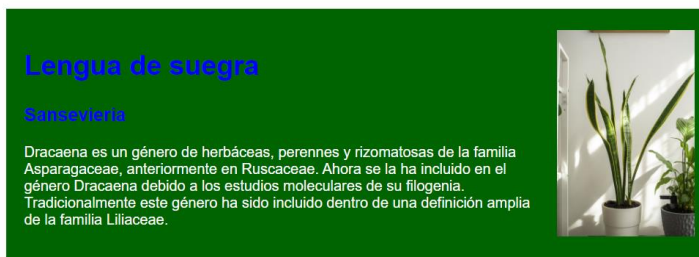 Lengua de suegra
Sansevieria
Dracaena es un género de herbáceas, perennes y rizomatosas de la familia
Asparagaceae, anteriormente en Ruscaceae. Ahora se la ha incluido en el
género Dracaena debido a los estudios moleculares de su filogenia.
Tradicionalmente este género ha sido incluido dentro de una definición amplia
de la familia Liliaceae.